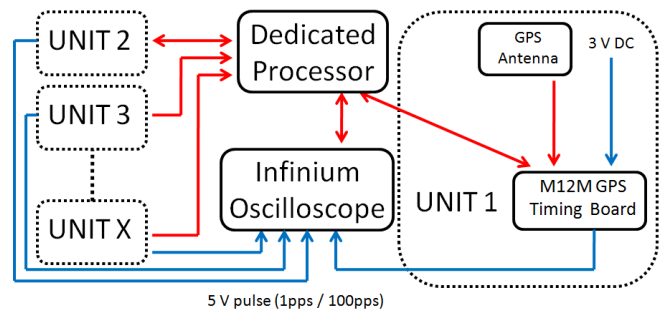 UNIT 2
UNIT 3
UNIT X
Dedicated
Processor
Infinium
Oscilloscope
GPS
Antenna
3 V DC
UNIT 1
M12M GPS
Timing Board
5 V pulse (1pps / 100pps)